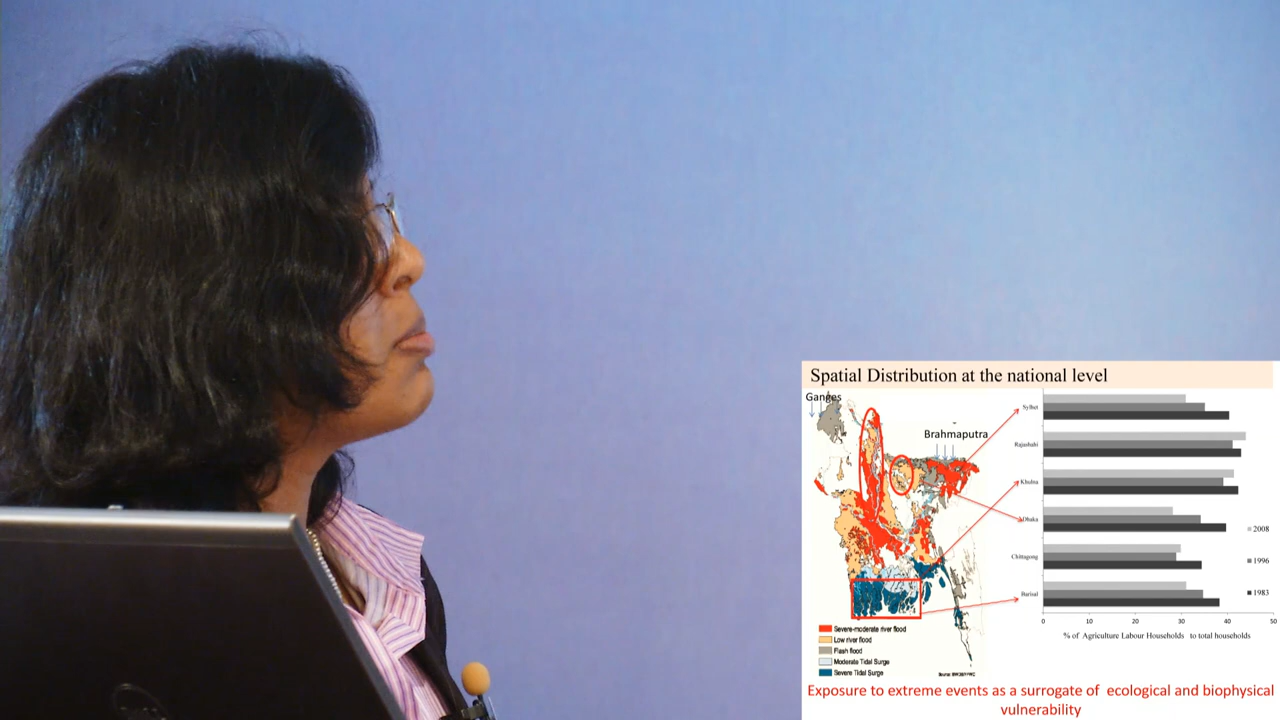 Spatial Distribution at the national level
Ganges
Brahmaputra
Sylhet
Rajashahi
Khulna
Dhaka
Chittagong
Barisal
2008
1996
1983
0 10 20 30 40 50
% of Agriculture Labour Households to total households
Severe-moderate river flood
Low river flood
Flash flood
Moderate Tidal Surge
Severe Tidal Surge
Exposure to extreme events as a surrogate of ecological and biophysical
vulnerability